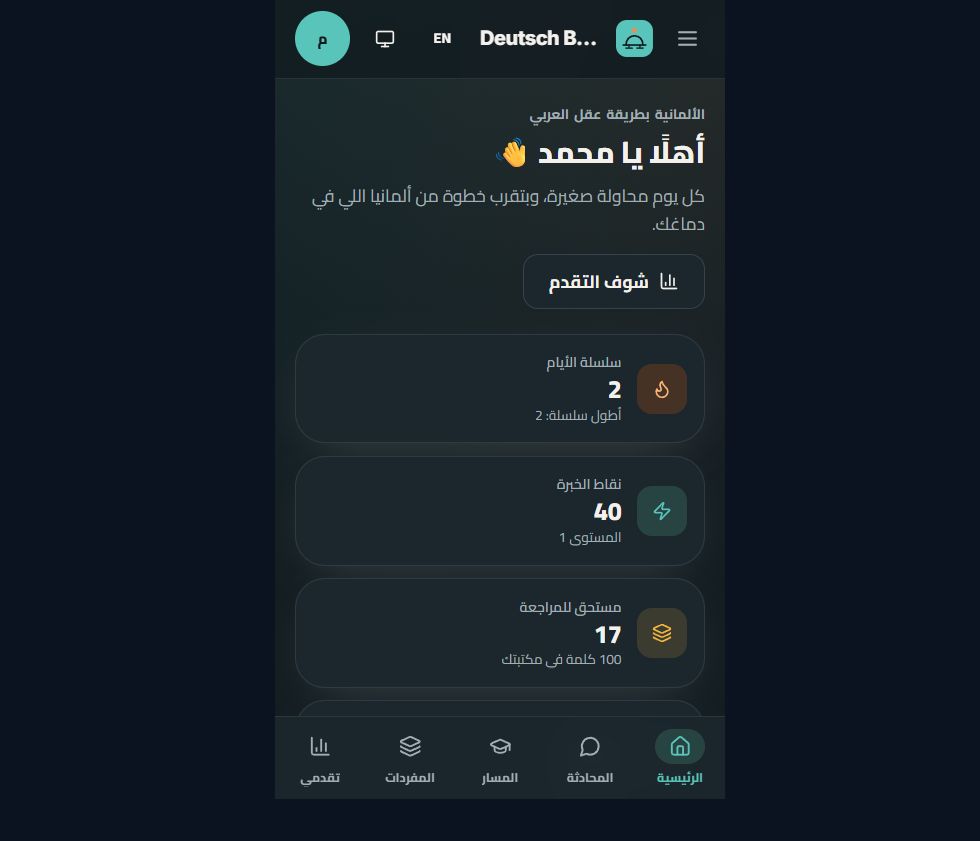 Deutsch B...
EN
م
الألمانية بطريقة عقل العربي
أهلًا يا محمد 👋
كل يوم محاولة صغيرة، وبتقرب خطوة من ألمانيا اللي في
دماغك.
شوف التقدم
سلسلة الأيام
2
أطول سلسلة: 2
نقاط الخبرة
40
المستوى 1
مستحق للمراجعة
17
100 كلمة في مكتبتك
الرئيسية
المحادثة
المسار
المفردات
تقدمي